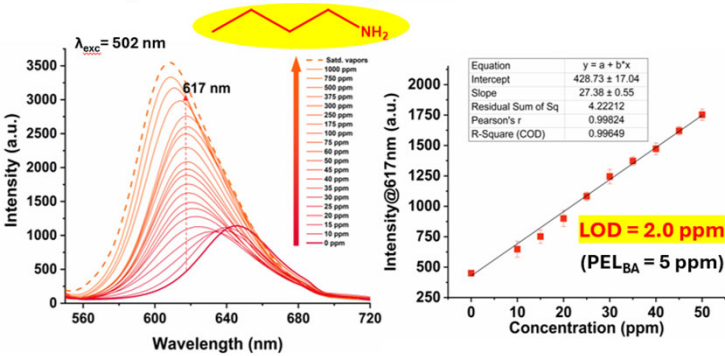 NH2
λexc= 502 nm
617 nm
Satd. vapors
1000 ppm
750 ppm
500 ppm
375 ppm
300 ppm
250 ppm
175 ppm
100 ppm
75 ppm
60 ppm
50 ppm
45 ppm
40 ppm
35 ppm
30 ppm
25 ppm
20 ppm
15 ppm
10 ppm
0 ppm
Intensity (a.u.)
3500
3000
2500
2000
1500
1000
500
0
560
600
640
680
720
Wavelength (nm)
Equation y = a + b*x
Intercept 428.73 ± 17.04
Slope 27.38 ± 0.55
Residual Sum of Sq 4.22212
Pearson's r 0.99824
R-Square (COD) 0.99649
Intensity@617nm (a.u.)
2000
1750
1500
1250
1000
750
500
250
LOD = 2.0 ppm
(PELBA = 5 ppm)
0
10
20
30
40
50
Concentration (ppm)